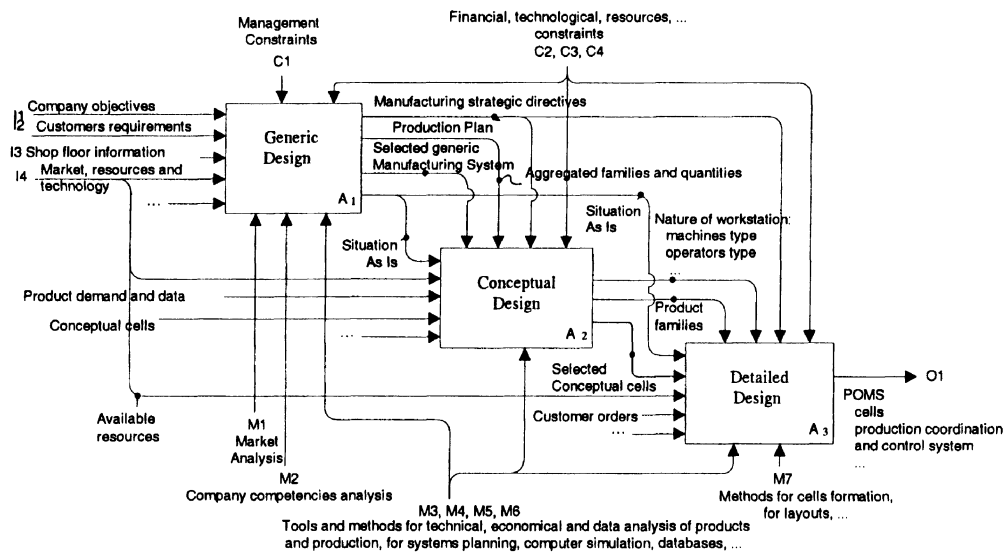 Management
Constraints
C1
Financial, technological, resources, ...
constraints
C2, C3, C4
I1 Company objectives
I2 Customers requirements
I3 Shop floor information
I4 Market, resources and
technology
...
Generic
Design
A 1
Manufacturing strategic directives
Production Plan
Selected generic
Manufacturing System
Aggregated families and quantities
Situation
As Is
Situation
As Is
Nature of workstation:
machines type
operators type
...
Product demand and data
Conceptual cells
...
Conceptual
Design
A 2
Product
families
Selected
Conceptual cells
Customer orders
...
Detailed
Design
A 3
O1
POMS
cells
production coordination
and control system
...
Available
resources
M1
Market
Analysis
M2
Company competencies analysis
M3, M4, M5, M6
Tools and methods for technical, economical and data analysis of products
and production, for systems planning, computer simulation, databases, ...
M7
Methods for cells formation,
for layouts, ...